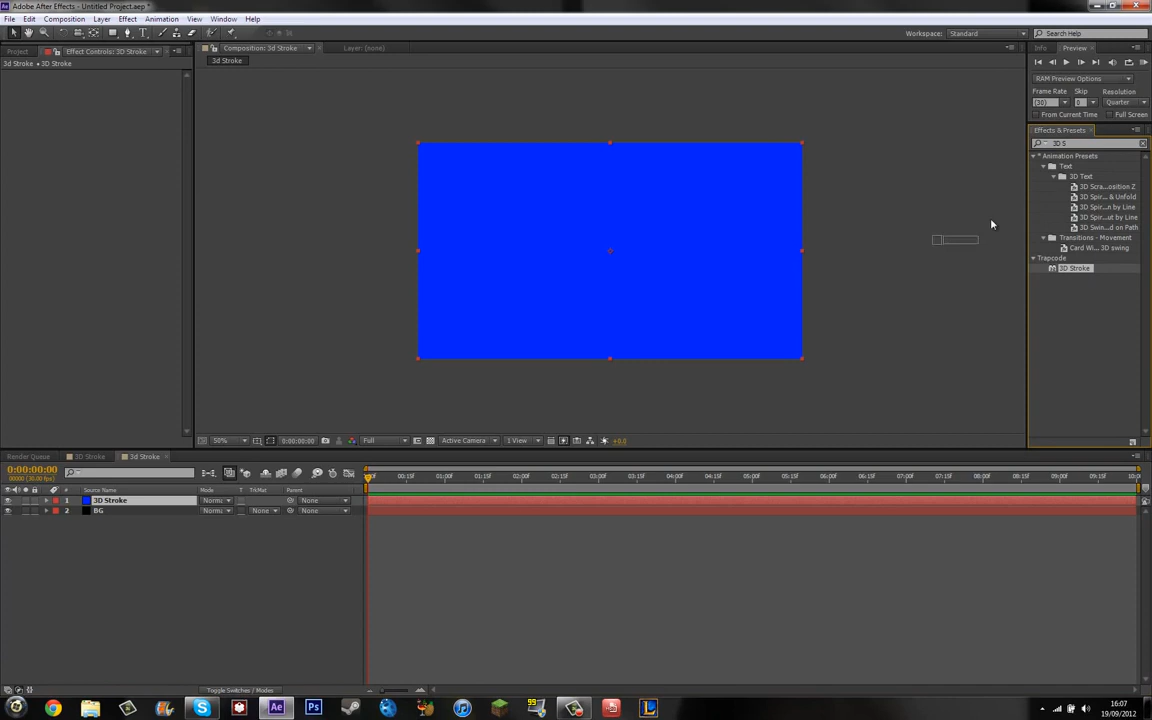 Adobe After Effects - Untitled Project.aep *
File Edit Composition Layer Effect Animation View Window Help
Workspace: Standard Search Help
Project Effect Controls: 3D Stroke
Composition: 3d Stroke Layer: (none)
Info Preview
3d Stroke • 3D Stroke
3d Stroke
RAM Preview Options
Frame Rate Skip Resolution
(30) 0 Quarter
From Current Time Full Screen
Effects & Presets
3D S
* Animation Presets
Text
3D Text
3D Scra...osition Z
3D Spir... & Unfold
3D Spir...n by Line
3D Spir...ut by Line
3D Swin...d on Path
Transitions - Movement
Card Wi... 3D swing
Trapcode
3D Stroke
50% 0:00:00:00 Full Active Camera 1 View +0.0
Render Queue 3D Stroke 3d Stroke
0:00:00:00
00000 (30.00 fps)
00:15f 01:00f 01:15f 02:00f 02:15f 03:00f 03:15f 04:00f 04:15f 05:00f 05:15f 06:00f 06:15f 07:00f 07:15f 08:00f 08:15f 09:00f 09:15f
# Source Name Mode T TrkMat Parent
1 3D Stroke Norm None
2 BG Norm None None
Toggle Switches / Modes
Ae Ps 99
16:07
19/09/2012